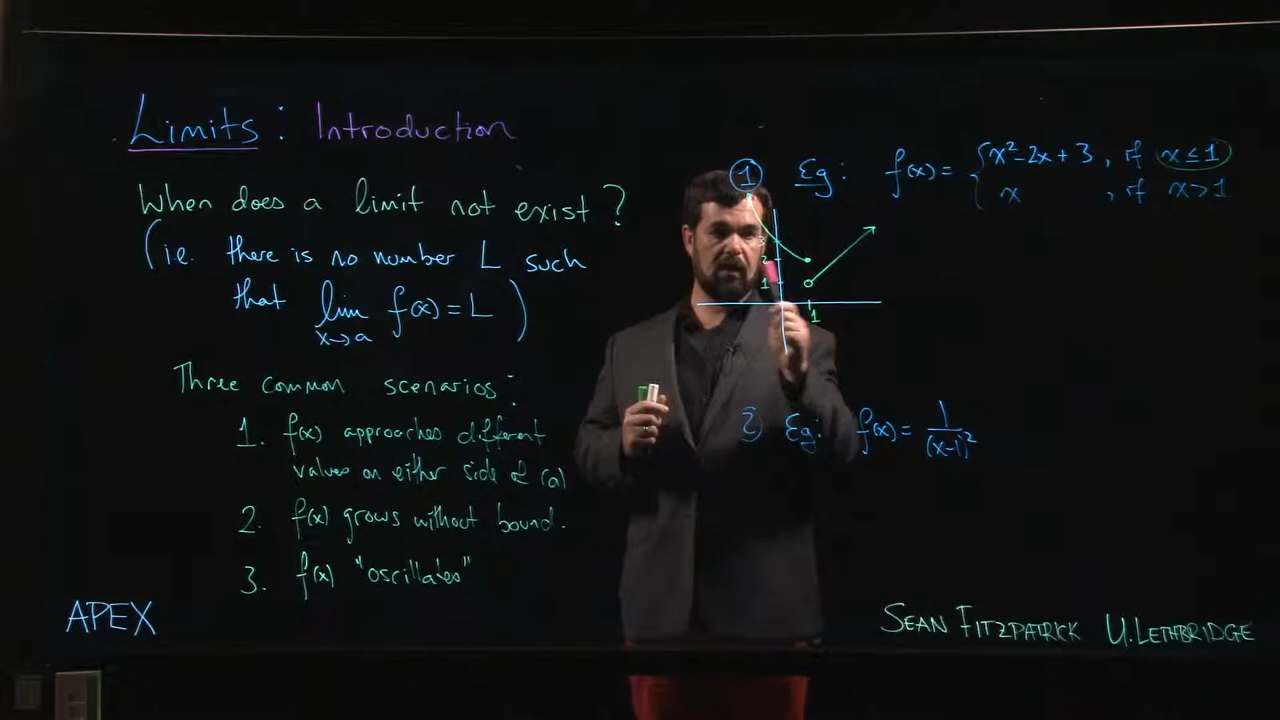 Limits: Introduction
When does a limit not exist?
(i.e. there is no number L such
that lim f(x) = L)
x→a
Three common scenarios:
1. f(x) approaches different
values on either side of (a)
2. f(x) grows without bound.
3. f(x) "oscillates"
APEX
1 Eg: f(x) = { x²-2x+3, if x≤1
x, if x>1
2
1
1
2) Eg: f(x) = 1/(x-1)²
SEAN FITZPATRICK U. LETHBRIDGE